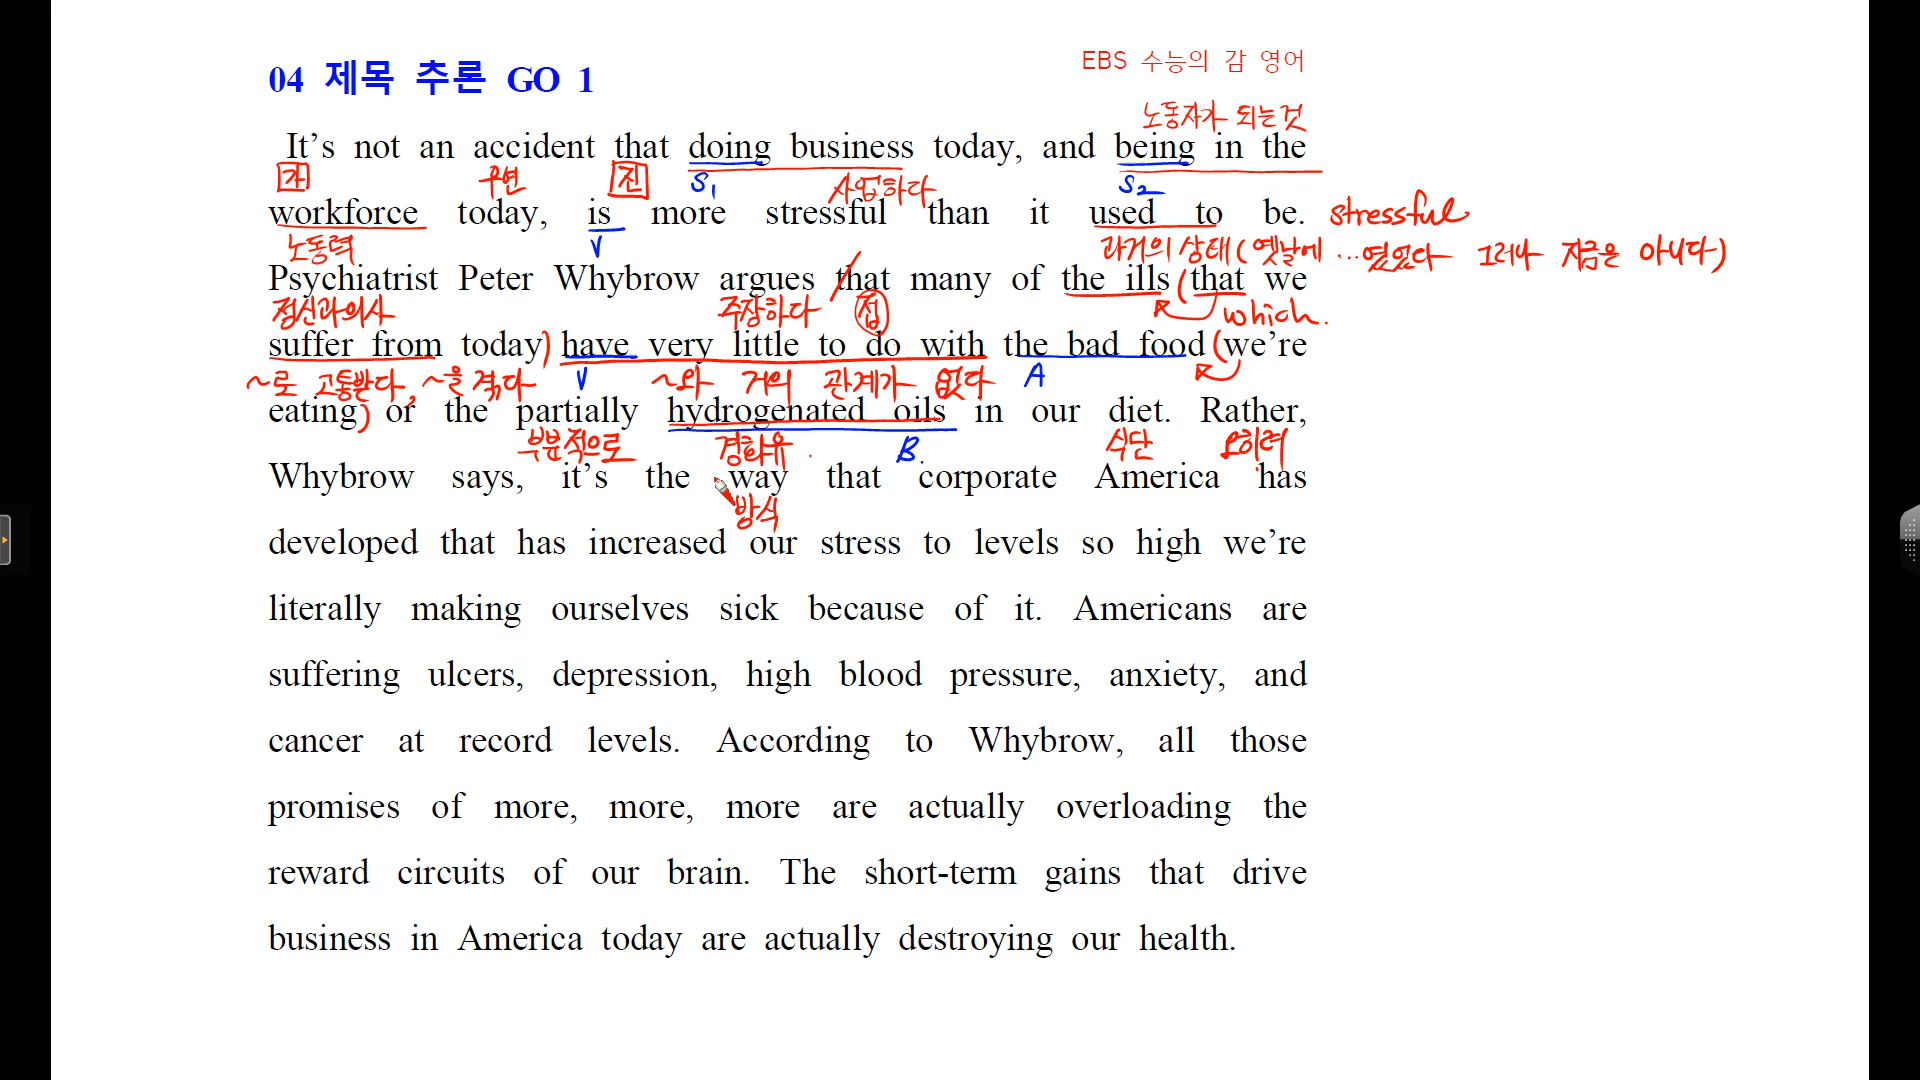 04 제목 추론 GO 1
EBS 수능의 감 영어
노동자가 되는것
It’s not an accident that doing business today, and being in the
가 우연 진 S1 사업하다 S2
workforce today, is more stressful than it used to be. stressful
노동력 V 과거의 상태 (옛날에 …였었다 그러나 지금은 아니다)
Psychiatrist Peter Whybrow argues / that many of the ills (that we
정신과의사 주장하다 접 which.
suffer from today) have very little to do with the bad food (we’re
~로 고통받다, ~을 겪다 V ~와 거의 관계가 없다 A
eating) or the partially hydrogenated oils in our diet. Rather,
부분적으로 경화유 B. 식단 오히려
Whybrow says, it’s the way that corporate America has
방식
developed that has increased our stress to levels so high we’re
literally making ourselves sick because of it. Americans are
suffering ulcers, depression, high blood pressure, anxiety, and
cancer at record levels. According to Whybrow, all those
promises of more, more, more are actually overloading the
reward circuits of our brain. The short-term gains that drive
business in America today are actually destroying our health.